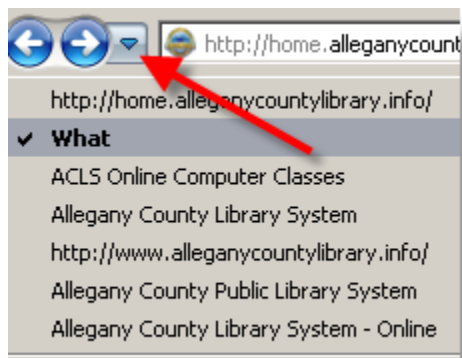 http://home.alleganycount
http://home.alleganycountylibrary.info/
✓ What
ACLS Online Computer Classes
Allegany County Library System
http://www.alleganycountylibrary.info/
Allegany County Public Library System
Allegany County Library System - Online